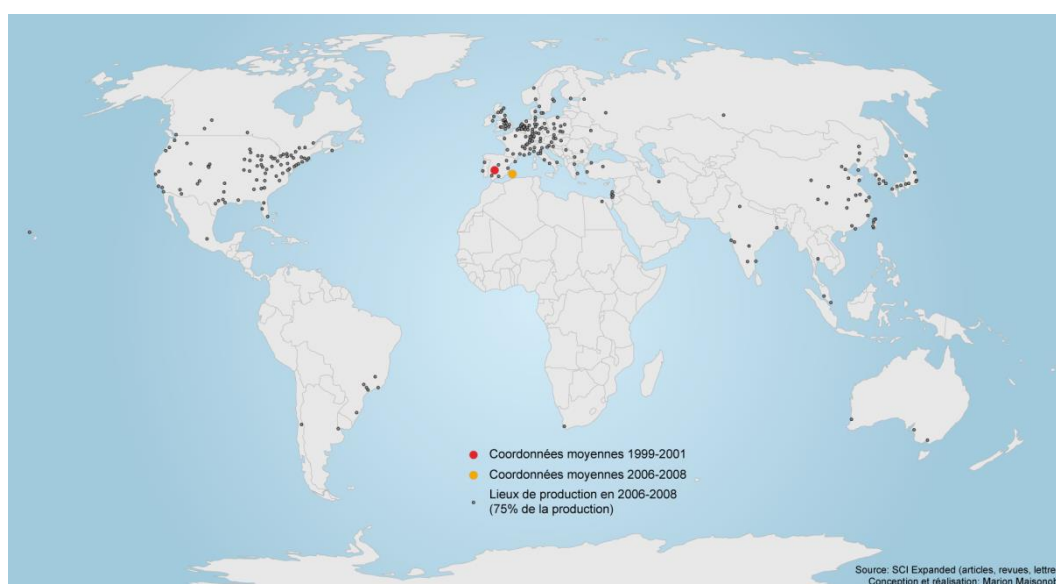 Coordonnées moyennes 1999-2001
Coordonnées moyennes 2006-2008
Lieux de production en 2006-2008
(75% de la production)
Source: SCI Expanded (articles, revues, lettre
Conception et réalisation: Marion